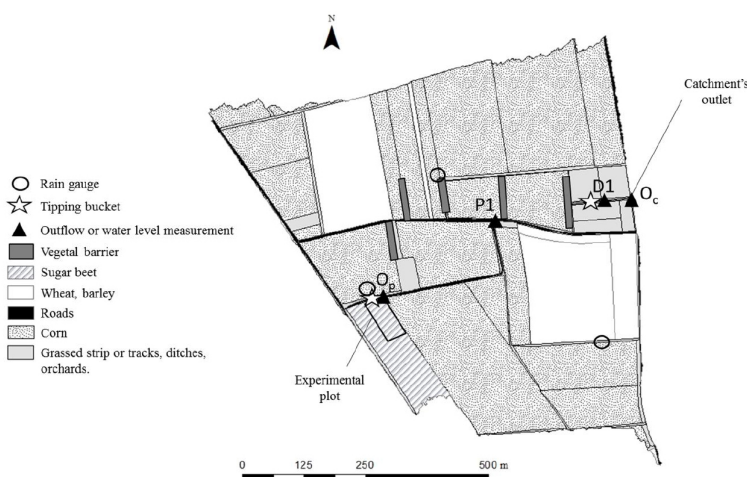 N
Catchment's
outlet
Rain gauge
Tipping bucket
Outflow or water level measurement
Vegetal barrier
Sugar beet
Wheat, barley
Roads
Corn
Grassed strip or tracks, ditches,
orchards.
D1
Oc
P1
Op
Experimental
plot
0 125 250 500 m